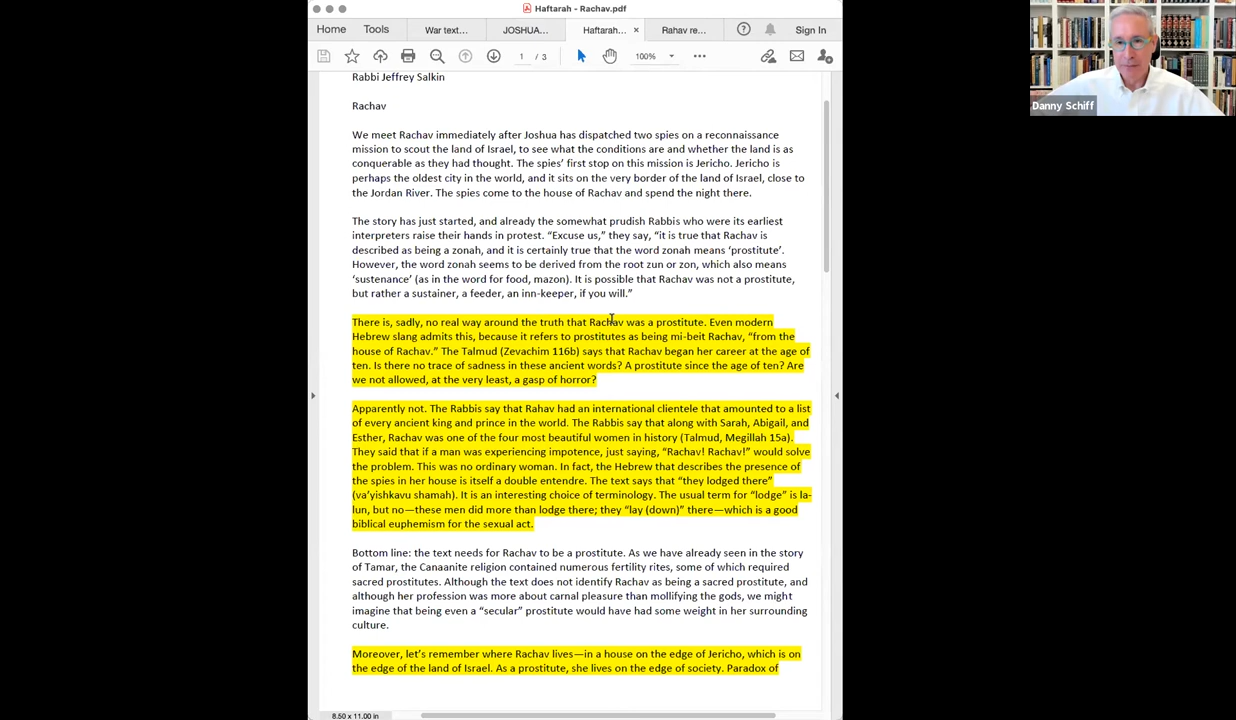 Haftarah - Rachav.pdf
Home
Tools
War text...
JOSHUA...
Haftarah...
×
Rahav re...
Sign In
1 / 3
100%
Danny Schiff
Rabbi Jeffrey Salkin
Rachav
We meet Rachav immediately after Joshua has dispatched two spies on a reconnaissance
mission to scout the land of Israel, to see what the conditions are and whether the land is as
conquerable as they had thought. The spies’ first stop on this mission is Jericho. Jericho is
perhaps the oldest city in the world, and it sits on the very border of the land of Israel, close to
the Jordan River. The spies come to the house of Rachav and spend the night there.
The story has just started, and already the somewhat prudish Rabbis who were its earliest
interpreters raise their hands in protest. “Excuse us,” they say, “it is true that Rachav is
described as being a zonah, and it is certainly true that the word zonah means ‘prostitute’.
However, the word zonah seems to be derived from the root zun or zon, which also means
‘sustenance’ (as in the word for food, mazon). It is possible that Rachav was not a prostitute,
but rather a sustainer, a feeder, an inn-keeper, if you will.”
There is, sadly, no real way around the truth that Rachav was a prostitute. Even modern
Hebrew slang admits this, because it refers to prostitutes as being mi-beit Rachav, “from the
house of Rachav.” The Talmud (Zevachim 116b) says that Rachav began her career at the age of
ten. Is there no trace of sadness in these ancient words? A prostitute since the age of ten? Are
we not allowed, at the very least, a gasp of horror?
Apparently not. The Rabbis say that Rahav had an international clientele that amounted to a list
of every ancient king and prince in the world. The Rabbis say that along with Sarah, Abigail, and
Esther, Rachav was one of the four most beautiful women in history (Talmud, Megillah 15a).
They said that if a man was experiencing impotence, just saying, “Rachav! Rachav!” would solve
the problem. This was no ordinary woman. In fact, the Hebrew that describes the presence of
the spies in her house is itself a double entendre. The text says that “they lodged there”
(va’yishkavu shamah). It is an interesting choice of terminology. The usual term for “lodge” is la-
lun, but no—these men did more than lodge there; they “lay (down)” there—which is a good
biblical euphemism for the sexual act.
Bottom line: the text needs for Rachav to be a prostitute. As we have already seen in the story
of Tamar, the Canaanite religion contained numerous fertility rites, some of which required
sacred prostitutes. Although the text does not identify Rachav as being a sacred prostitute, and
although her profession was more about carnal pleasure than mollifying the gods, we might
imagine that being even a “secular” prostitute would have had some weight in her surrounding
culture.
Moreover, let’s remember where Rachav lives—in a house on the edge of Jericho, which is on
the edge of the land of Israel. As a prostitute, she lives on the edge of society. Paradox of
8.50 x 11.00 in